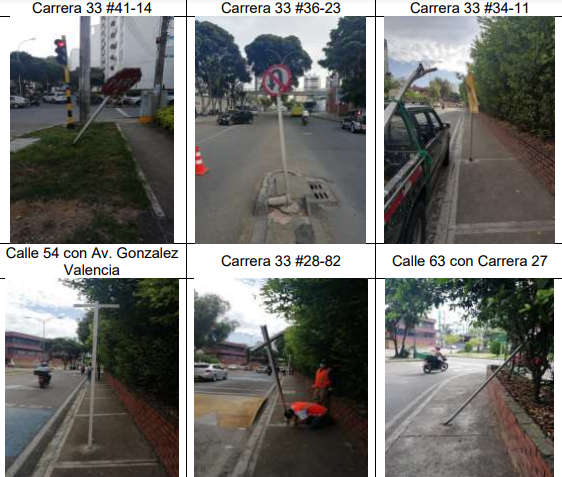 Carrera 33 #41-14
Carrera 33 #36-23
Carrera 33 #34-11
Calle 54 con Av. Gonzalez
Valencia
Carrera 33 #28-82
Calle 63 con Carrera 27